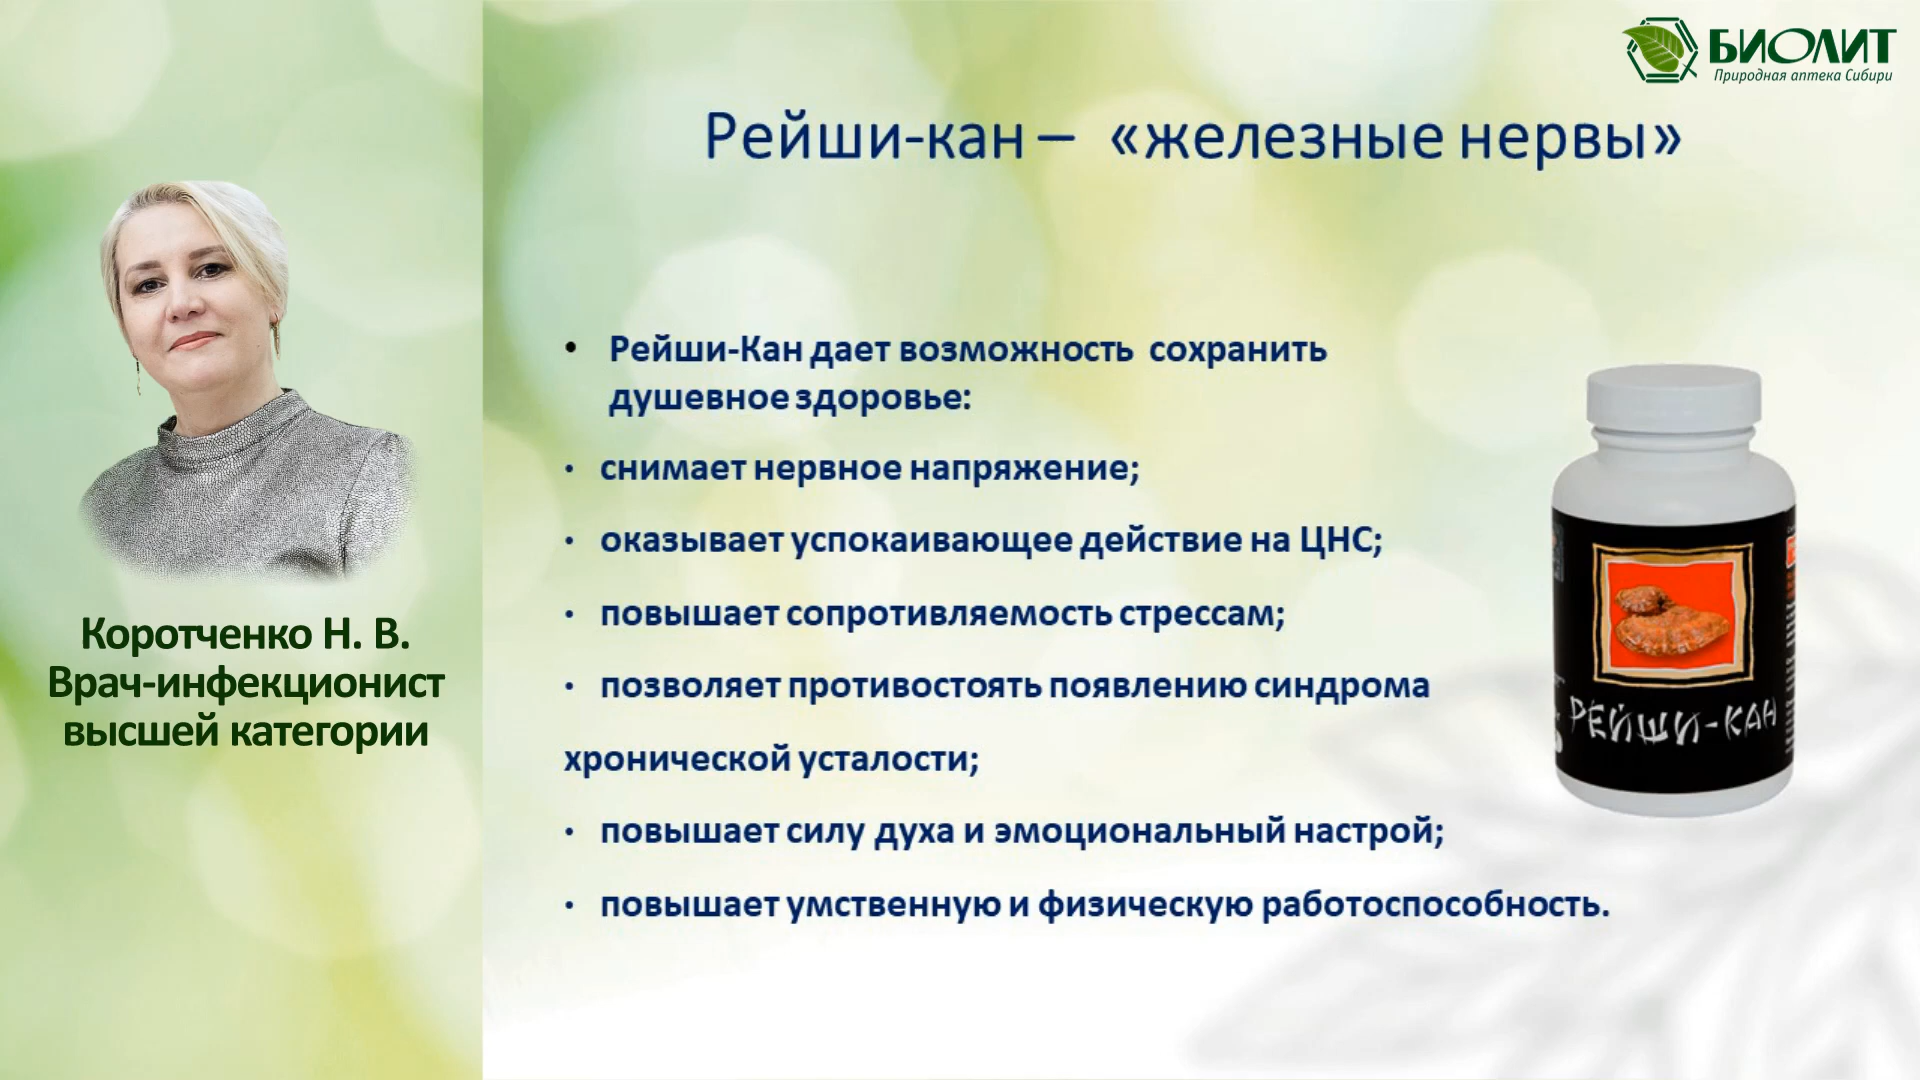 БИОЛИТ
Природная аптека Сибири
Рейши-кан – «железные нервы»
Коротченко Н. В.
Врач-инфекционист
высшей категории
• Рейши-Кан дает возможность сохранить
душевное здоровье:
• снимает нервное напряжение;
• оказывает успокаивающее действие на ЦНС;
• повышает сопротивляемость стрессам;
• позволяет противостоять появлению синдрома
хронической усталости;
• повышает силу духа и эмоциональный настрой;
• повышает умственную и физическую работоспособность.
РЕЙШИ-КАН